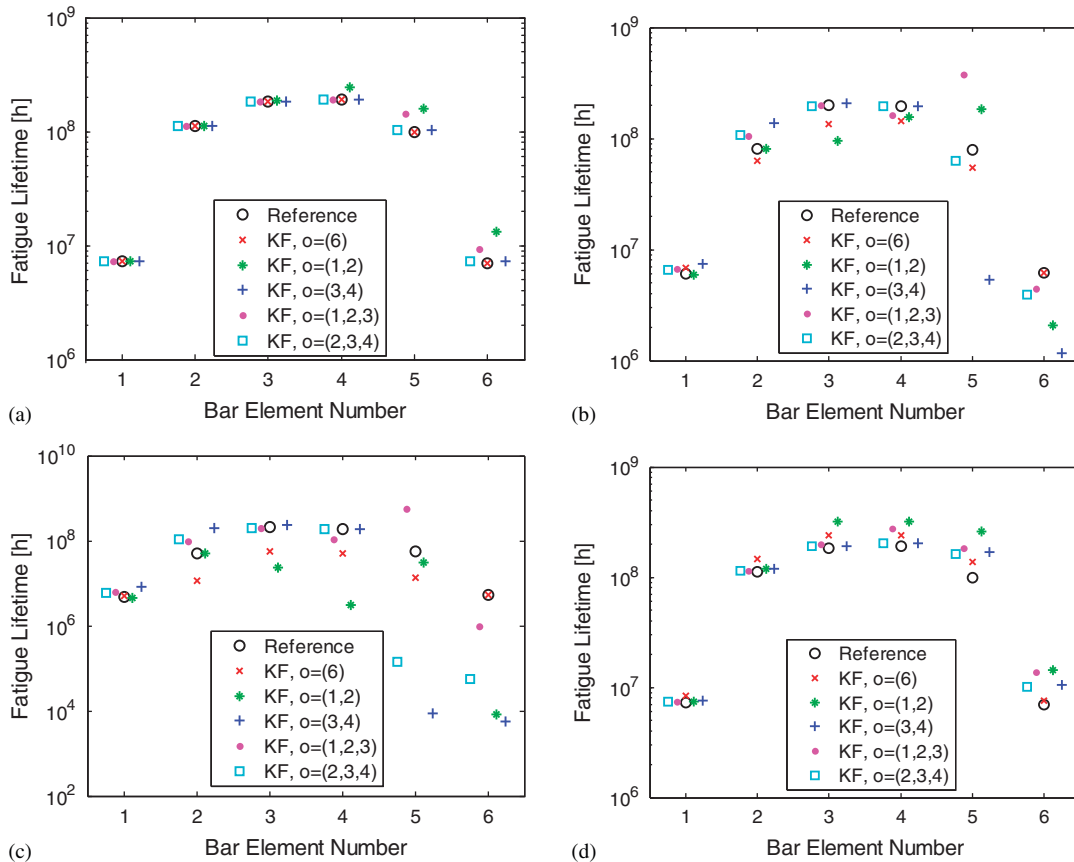 10^9
10^8
10^7
10^6
Fatigue Lifetime [h]
Reference
KF, o=(6)
KF, o=(1,2)
KF, o=(3,4)
KF, o=(1,2,3)
KF, o=(2,3,4)
1 2 3 4 5 6
Bar Element Number
(a)
10^9
10^8
10^7
10^6
Fatigue Lifetime [h]
Reference
KF, o=(6)
KF, o=(1,2)
KF, o=(3,4)
KF, o=(1,2,3)
KF, o=(2,3,4)
1 2 3 4 5 6
Bar Element Number
(b)
10^10
10^8
10^6
10^4
10^2
Fatigue Lifetime [h]
Reference
KF, o=(6)
KF, o=(1,2)
KF, o=(3,4)
KF, o=(1,2,3)
KF, o=(2,3,4)
1 2 3 4 5 6
Bar Element Number
(c)
10^9
10^8
10^7
10^6
Fatigue Lifetime [h]
Reference
KF, o=(6)
KF, o=(1,2)
KF, o=(3,4)
KF, o=(1,2,3)
KF, o=(2,3,4)
1 2 3 4 5 6
Bar Element Number
(d)